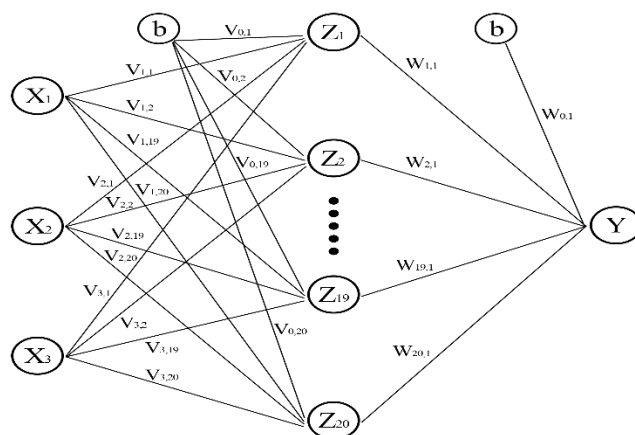 b
Z1
b
V0,1
V1,1
V0,2
W1,1
X1
V1,2
W0,1
V1,19
V0,19
Z2
W2,1
V2,1
V1,20
V2,2
X2
Y
V2,19
V2,20
W19,1
V3,1
Z19
V3,2
V0,20
X3
V3,19
W20,1
V3,20
Z20